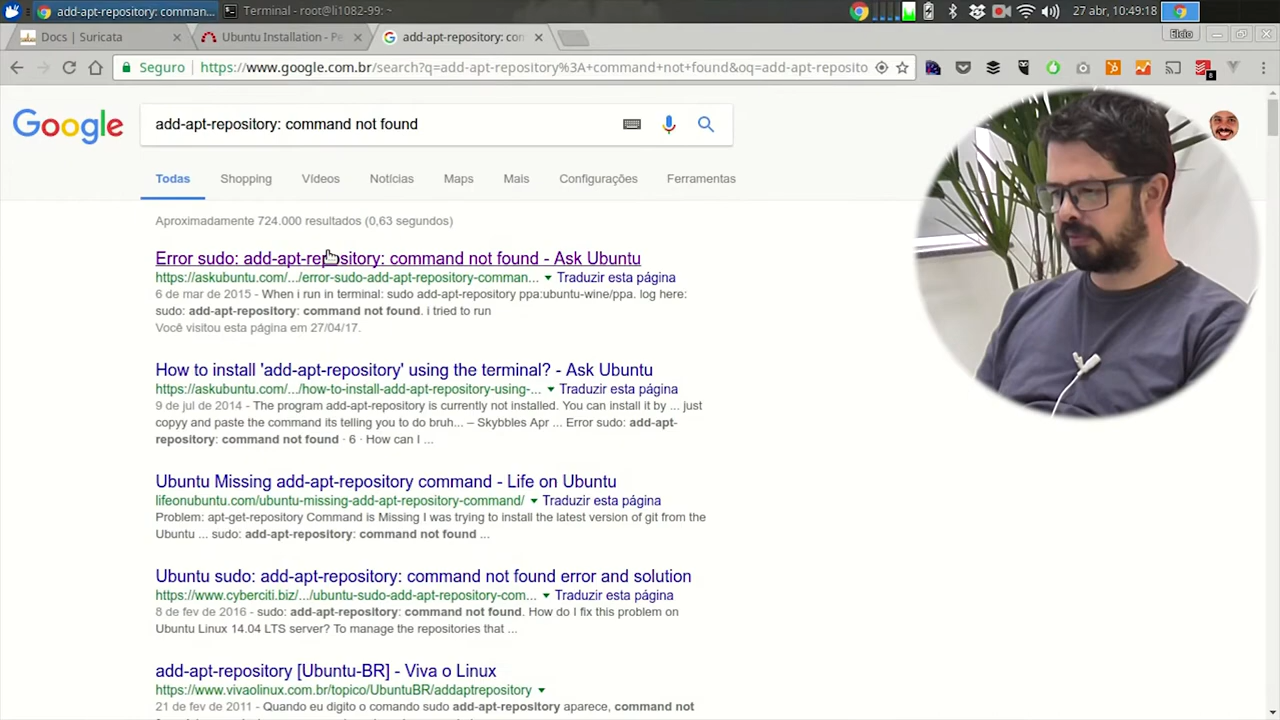 add-apt-repository: comman...
Terminal - root@li1082-99: ~
27 abr, 10:49:18
Docs | Suricata
Ubuntu Installation - Pe
add-apt-repository: con
Elcio
Seguro
https://www.google.com.br/search?q=add-apt-repository%3A+command+not+found&oq=add-apt-reposito
8
Google
add-apt-repository: command not found
Todas
Shopping
Vídeos
Notícias
Maps
Mais
Configurações
Ferramentas
Aproximadamente 724.000 resultados (0,63 segundos)
Error sudo: add-apt-repository: command not found - Ask Ubuntu
https://askubuntu.com/.../error-sudo-add-apt-repository-comman... ▼ Traduzir esta página
6 de mar de 2015 - When i run in terminal: sudo add-apt-repository ppa:ubuntu-wine/ppa. log here:
sudo: add-apt-repository: command not found. i tried to run
Você visitou esta página em 27/04/17.
How to install 'add-apt-repository' using the terminal? - Ask Ubuntu
https://askubuntu.com/.../how-to-install-add-apt-repository-using-... ▼ Traduzir esta página
9 de jul de 2014 - The program add-apt-repository is currently not installed. You can install it by ... just
copyy and paste the command its telling you to do bruh... – Skybbles Apr ... Error sudo: add-apt-
repository: command not found · 6 · How can I ...
Ubuntu Missing add-apt-repository command - Life on Ubuntu
lifeonubuntu.com/ubuntu-missing-add-apt-repository-command/ ▼ Traduzir esta página
Problem: apt-get-repository Command is Missing I was trying to install the latest version of git from the
Ubuntu ... sudo: add-apt-repository: command not found ...
Ubuntu sudo: add-apt-repository: command not found error and solution
https://www.cyberciti.biz/.../ubuntu-sudo-add-apt-repository-com... ▼ Traduzir esta página
8 de fev de 2016 - sudo: add-apt-repository: command not found. How do I fix this problem on
Ubuntu Linux 14.04 LTS server? To manage the repositories that ...
add-apt-repository [Ubuntu-BR] - Viva o Linux
https://www.vivaolinux.com.br/topico/UbuntuBR/addaptrepository ▼
21 de fev de 2011 - Quando eu digito o comando sudo add-apt-repository aparece, command not